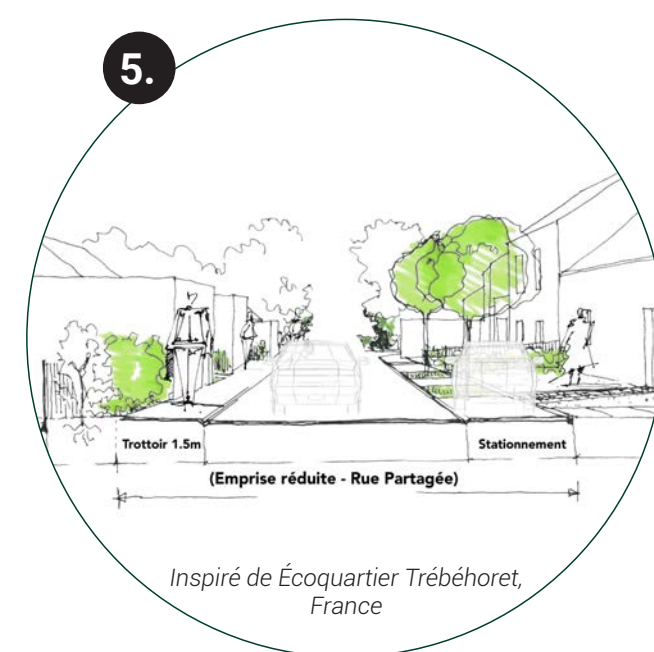 5.
Trottoir 1.5m
Stationnement
(Emprise réduite - Rue Partagée)
Inspiré de Écoquartier Trébéhoret,
France